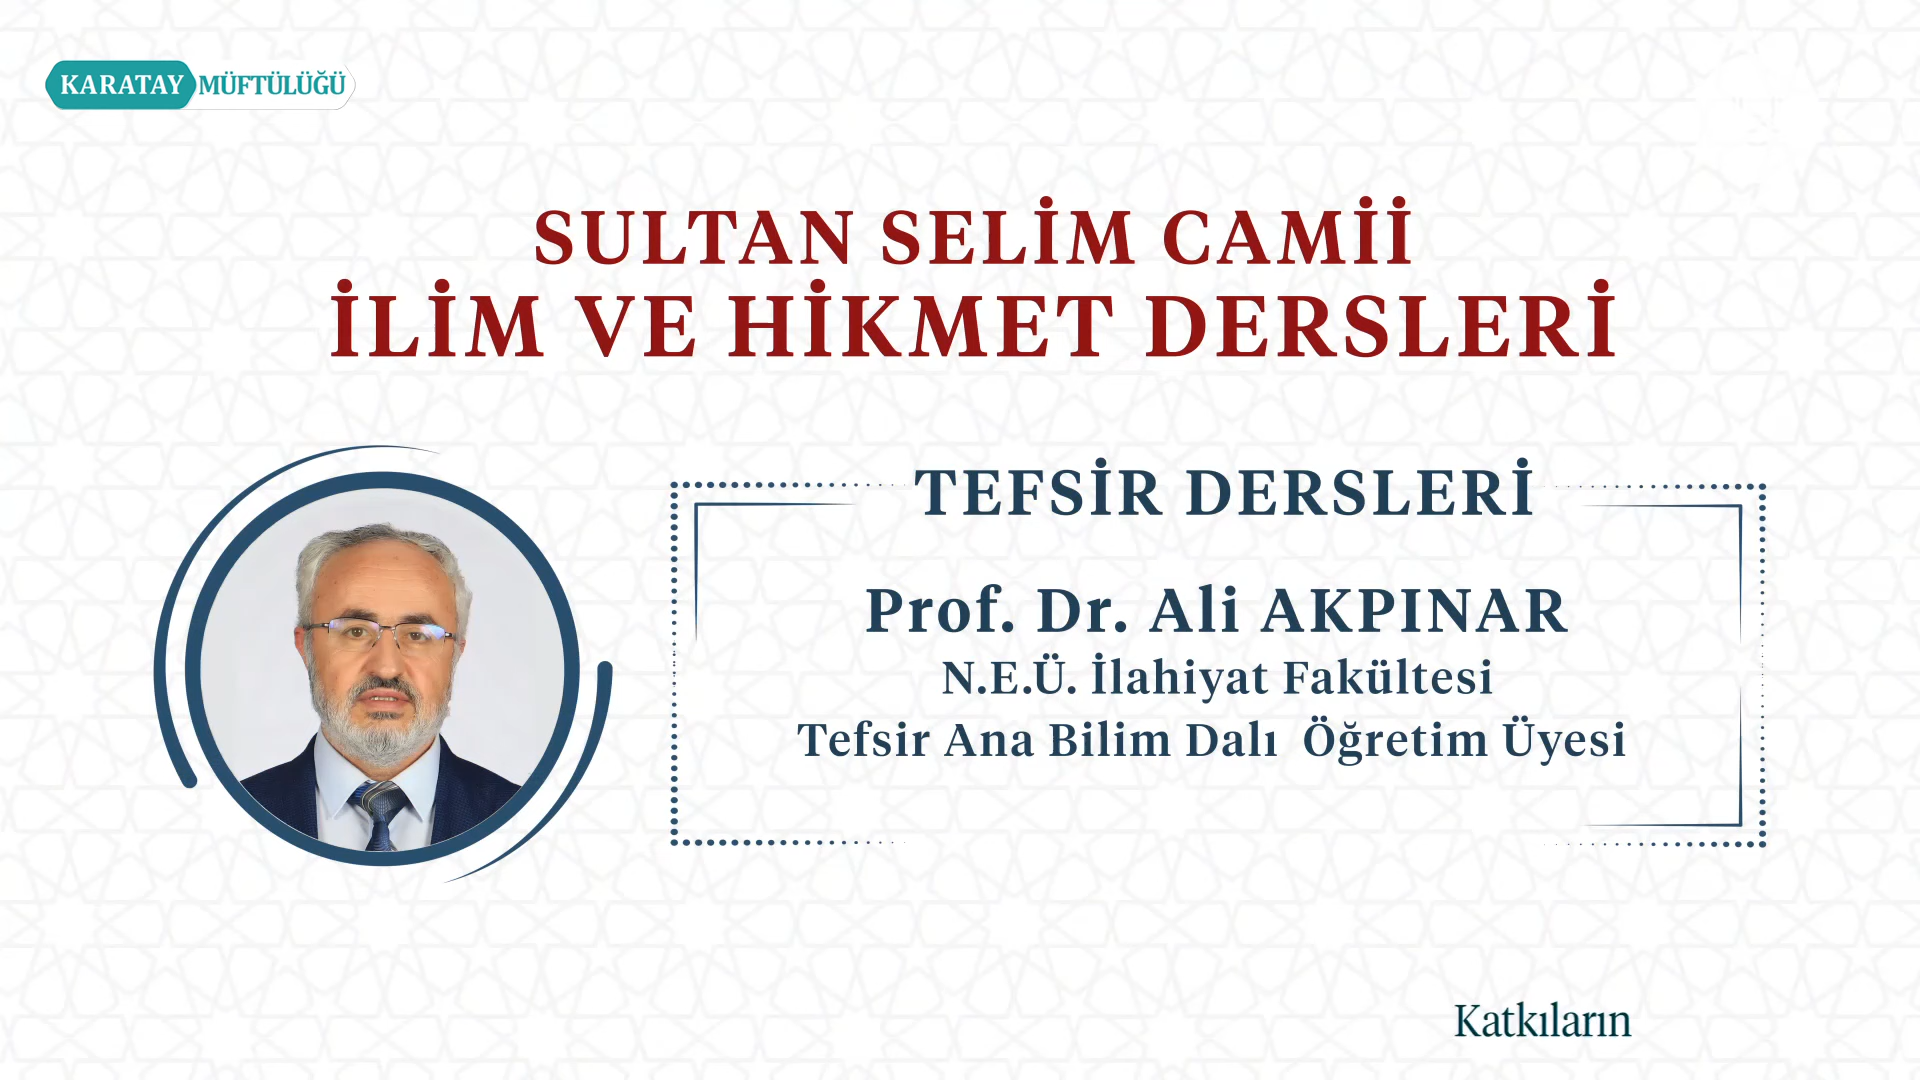 KARATAY MÜFTÜLÜĞÜ
SULTAN SELİM CAMİİ
İLİM VE HİKMET DERSLERİ
TEFSİR DERSLERİ
Prof. Dr. Ali AKPINAR
N.E.Ü. İlahiyat Fakültesi
Tefsir Ana Bilim Dalı Öğretim Üyesi
Katkıların